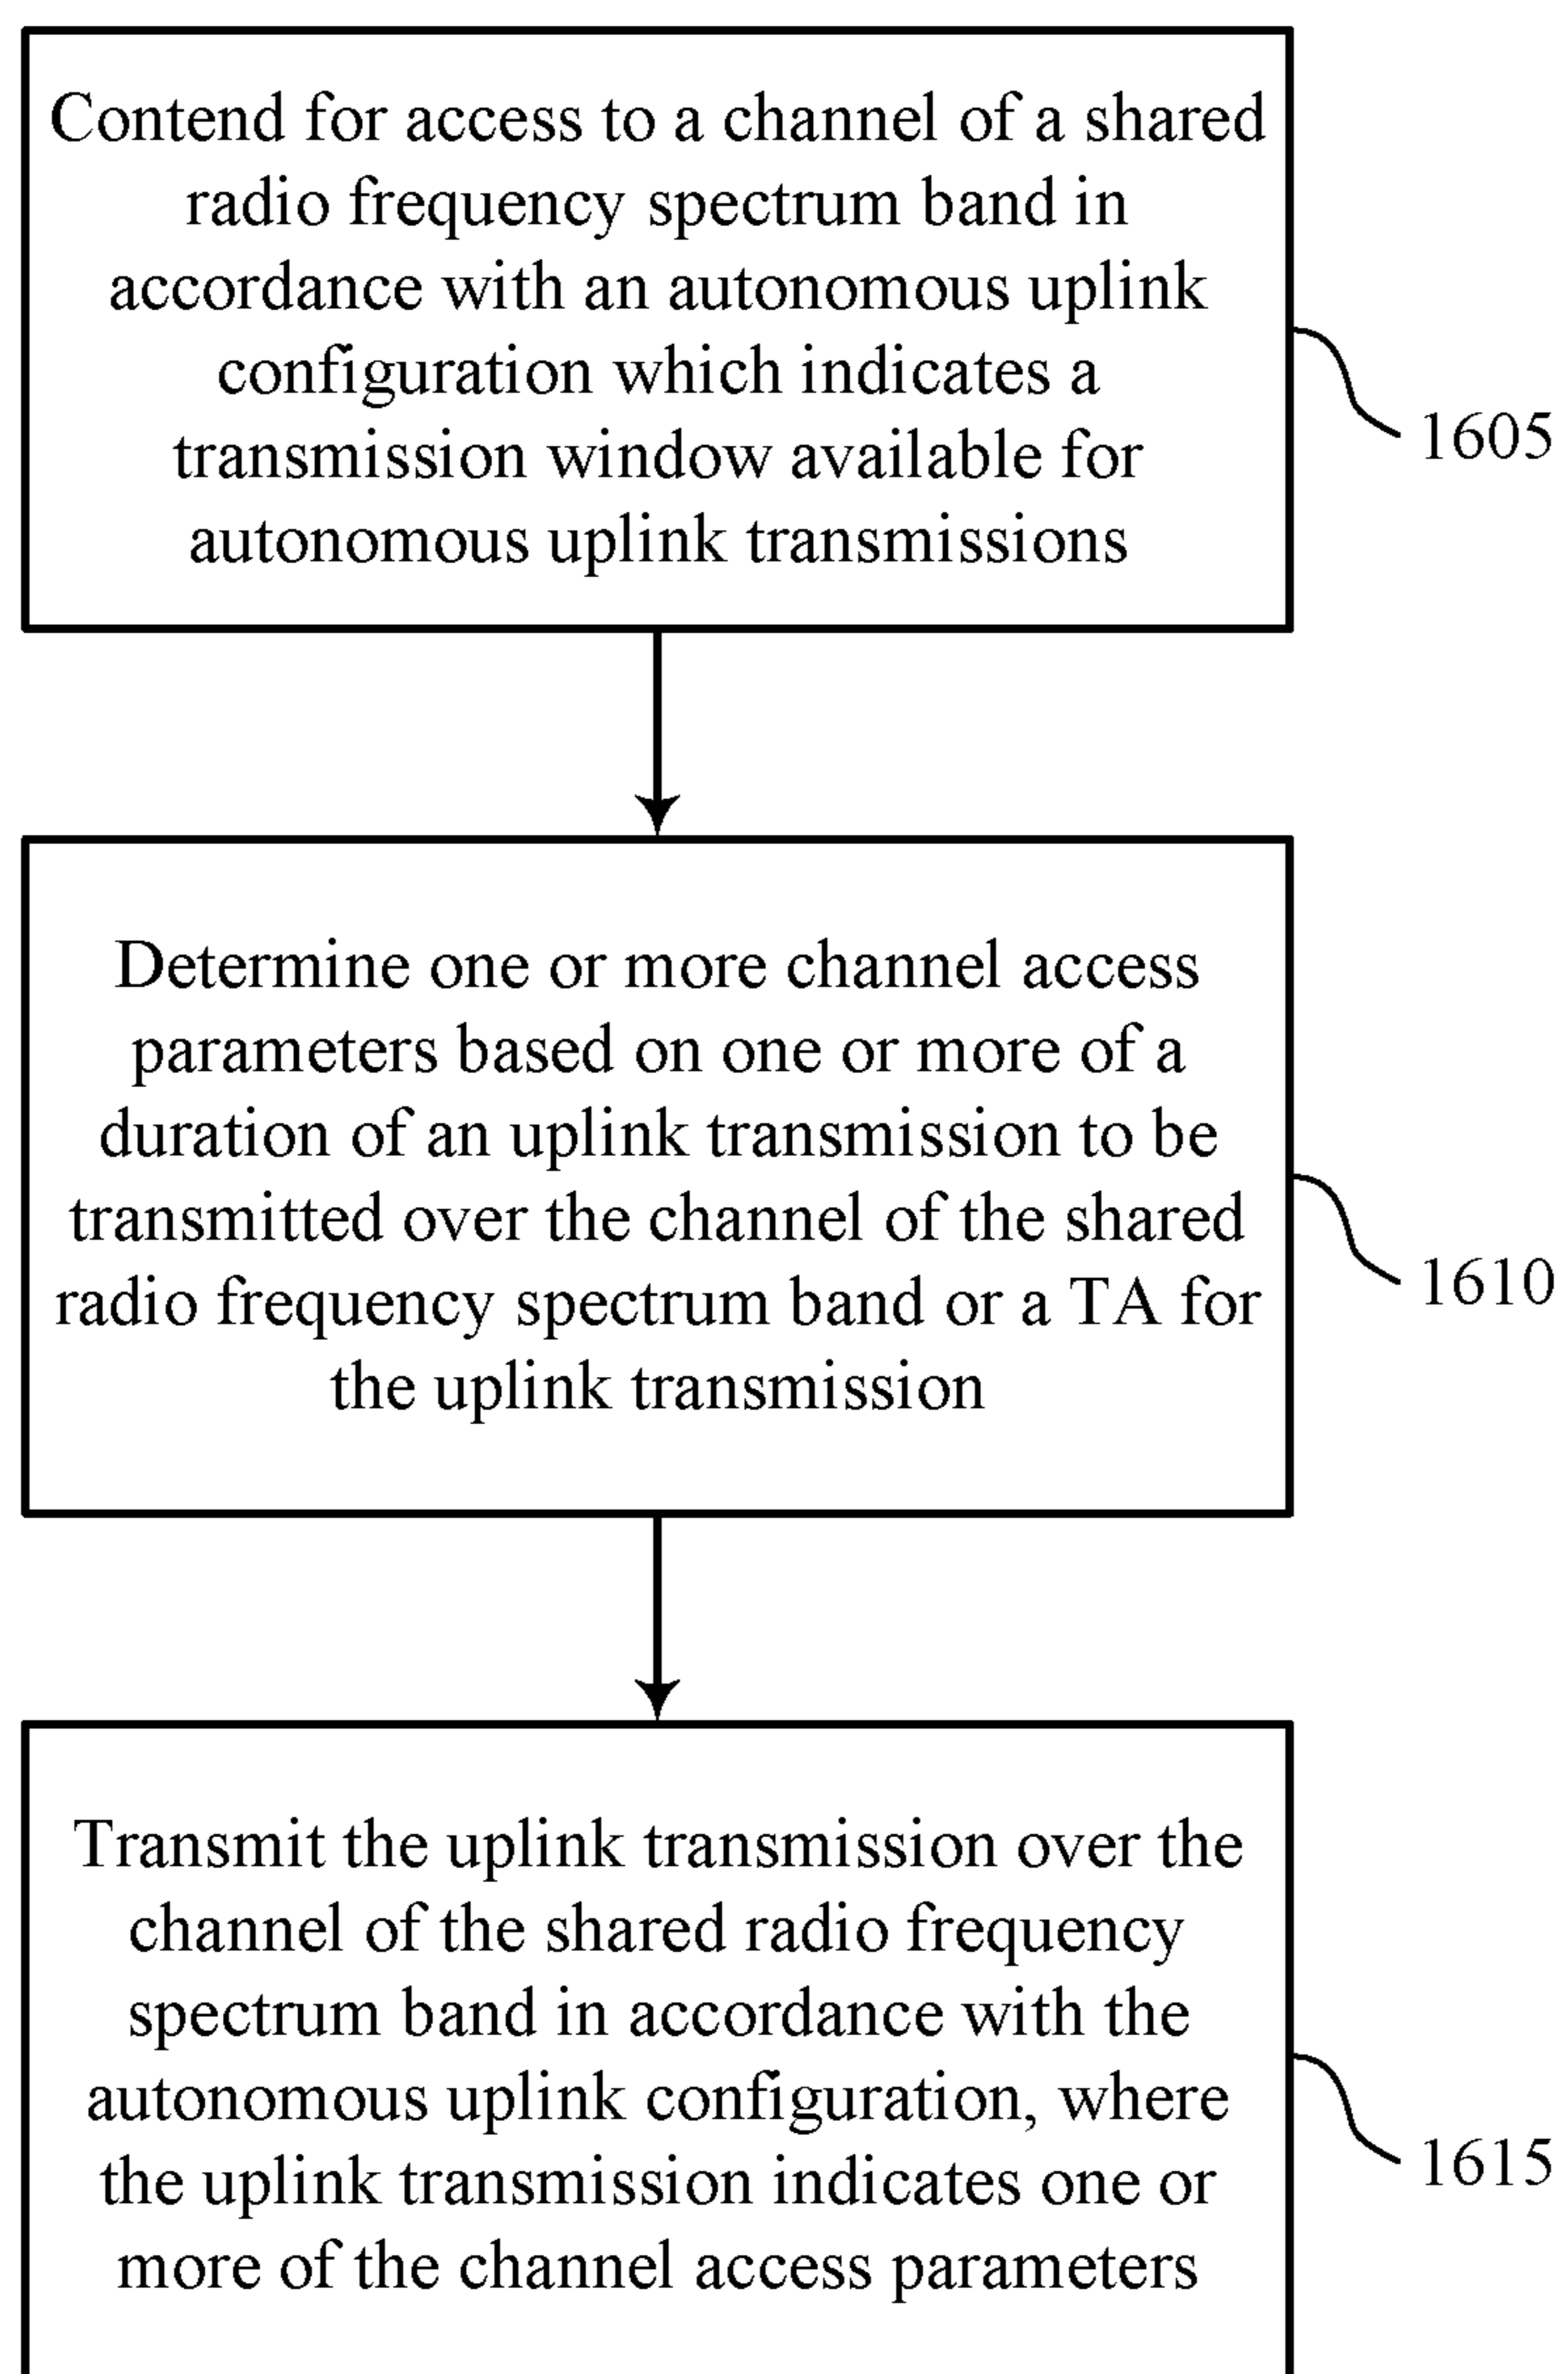 Contend for access to a channel of a shared
radio frequency spectrum band in
accordance with an autonomous uplink
configuration which indicates a
transmission window available for
autonomous uplink transmissions
1605
Determine one or more channel access
parameters based on one or more of a
duration of an uplink transmission to be
transmitted over the channel of the shared
radio frequency spectrum band or a TA for
the uplink transmission
1610
Transmit the uplink transmission over the
channel of the shared radio frequency
spectrum band in accordance with the
autonomous uplink configuration, where
the uplink transmission indicates one or
more of the channel access parameters
1615